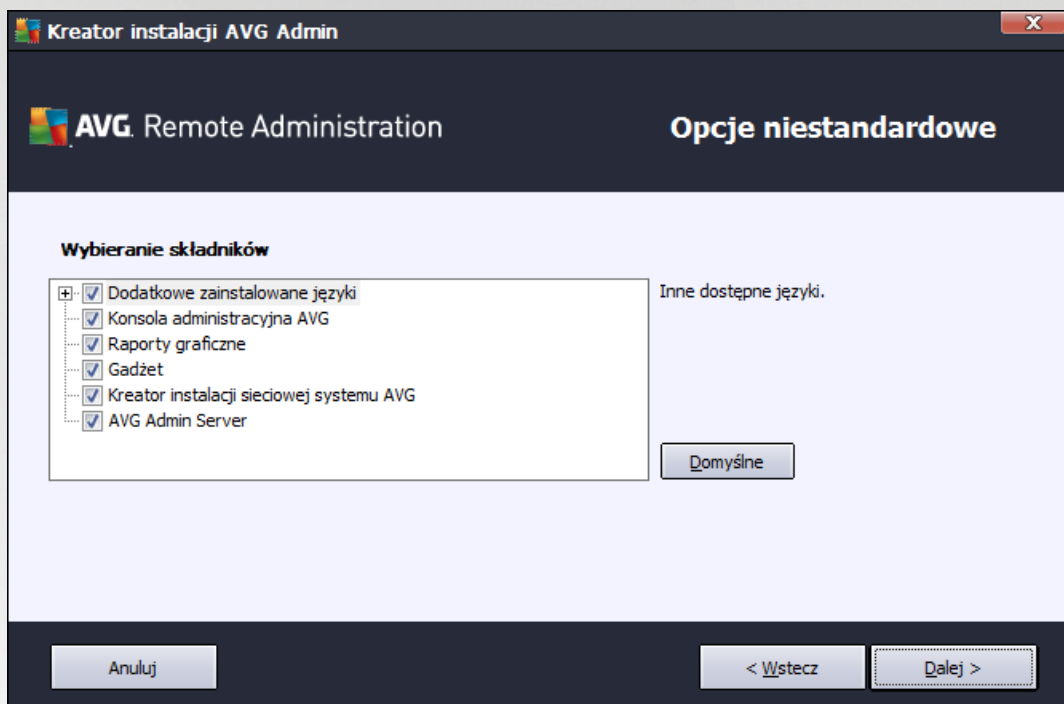 Kreator instalacji AVG Admin
X
AVG. Remote Administration
Opcje niestandardowe
Wybieranie składników
Dodatkowe zainstalowane języki
Inne dostępne języki.
Konsola administracyjna AVG
Raporty graficzne
Gadżet
Kreator instalacji sieciowej systemu AVG
AVG Admin Server
Domyślne
Anuluj
< Wstecz
Dalej >